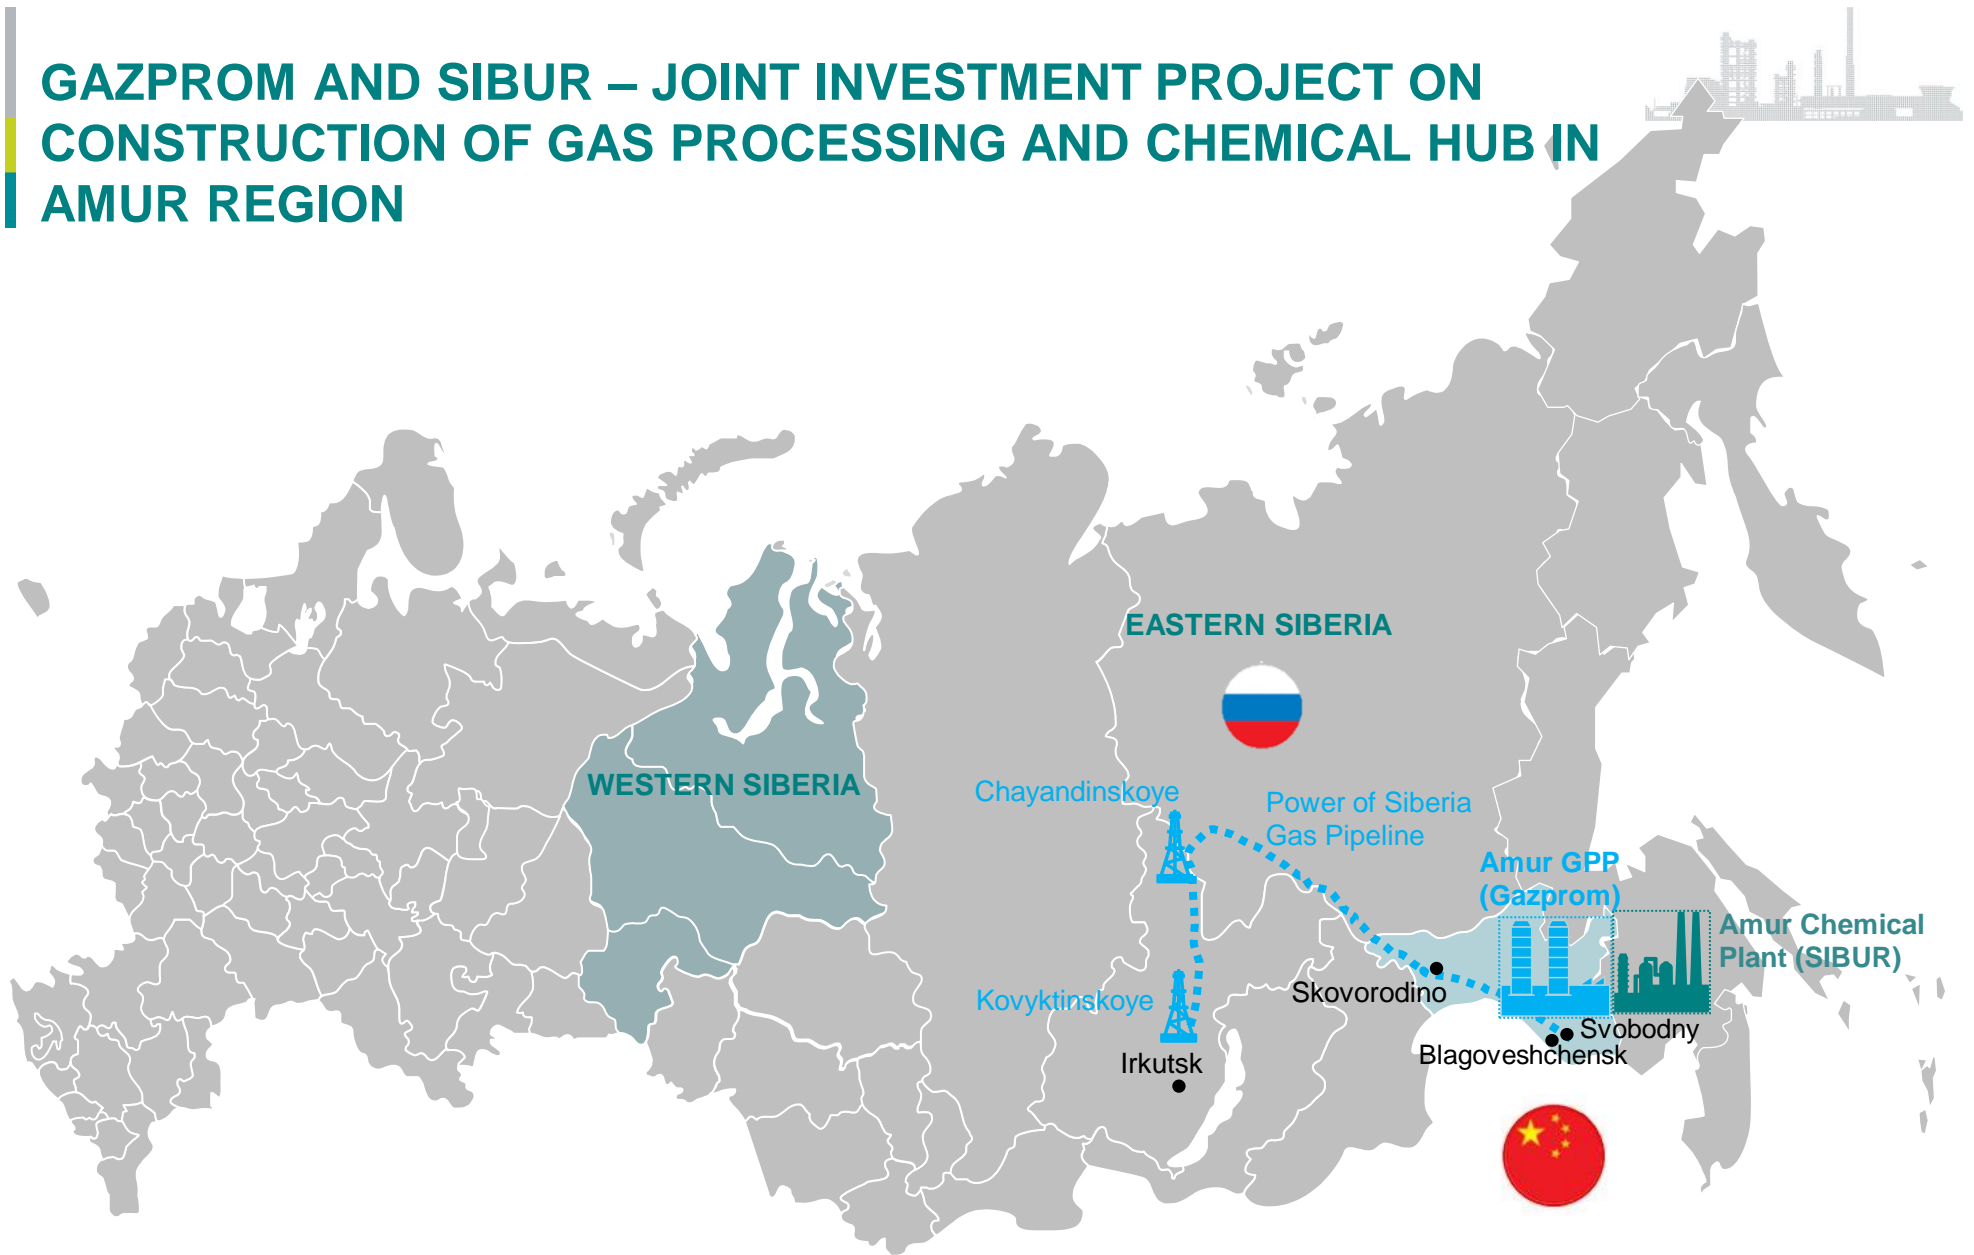 GAZPROM AND SIBUR – JOINT INVESTMENT PROJECT ON
CONSTRUCTION OF GAS PROCESSING AND CHEMICAL HUB IN
AMUR REGION
EASTERN SIBERIA
WESTERN SIBERIA
Chayandinskoye
Power of Siberia
Gas Pipeline
Amur GPP
(Gazprom)
Amur Chemical
Plant (SIBUR)
Skovorodino
Kovyktinskoye
Svobodny
Blagoveshchensk
Irkutsk